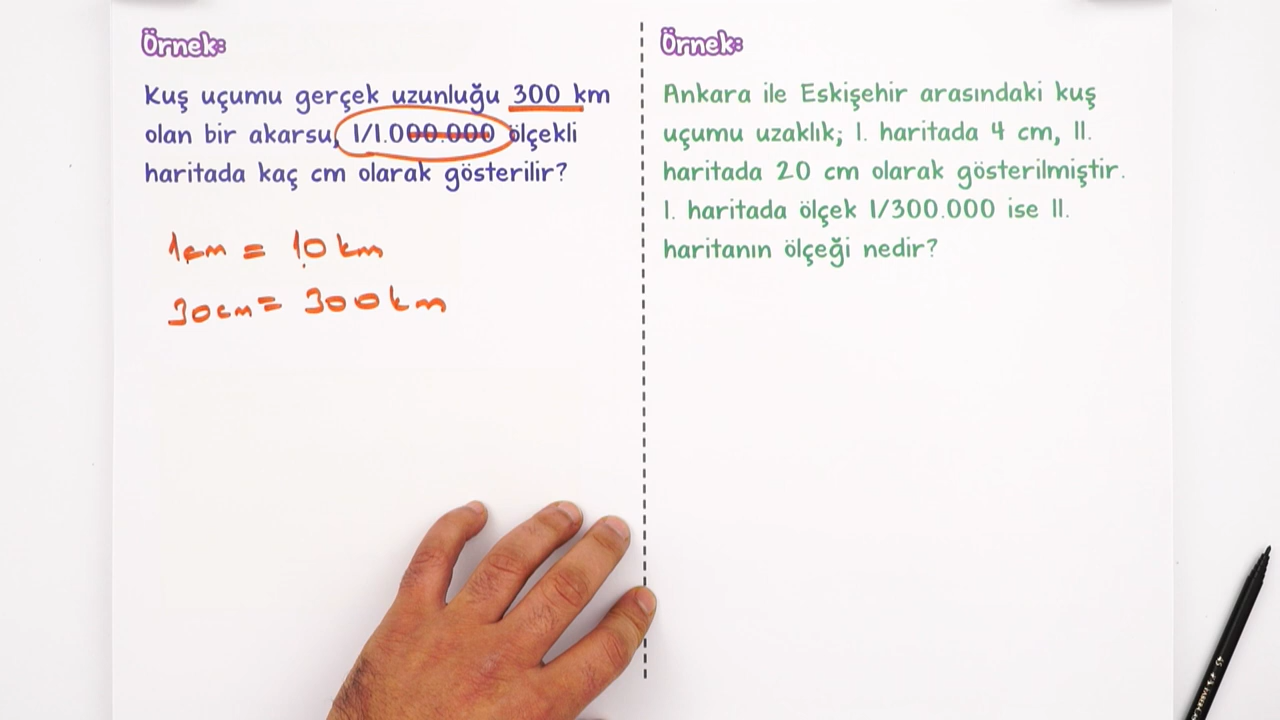 Örnek:
Kuş uçumu gerçek uzunluğu 300 km
olan bir akarsu, 1/1.000.000 ölçekli
haritada kaç cm olarak gösterilir?
1cm = 10 km
30cm = 300km
Örnek:
Ankara ile Eskişehir arasındaki kuş
uçumu uzaklık; I. haritada 4 cm, II.
haritada 20 cm olarak gösterilmiştir.
I. haritada ölçek 1/300.000 ise II.
haritanın ölçeği nedir?